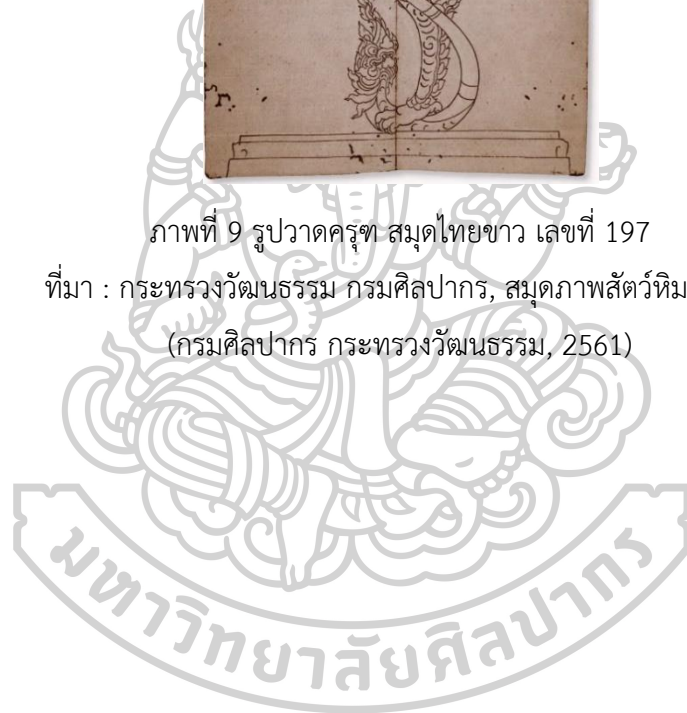 ภาพที่ 9 รูปวาดครุฑ สมุดไทยขาว เลขที่ 197
ที่มา : กระทรวงวัฒนธรรม กรมศิลปากร, สมุดภาพสัตว์หิม
(กรมศิลปากร กระทรวงวัฒนธรรม, 2561)
มหาวิทยาลัยศิลปากร